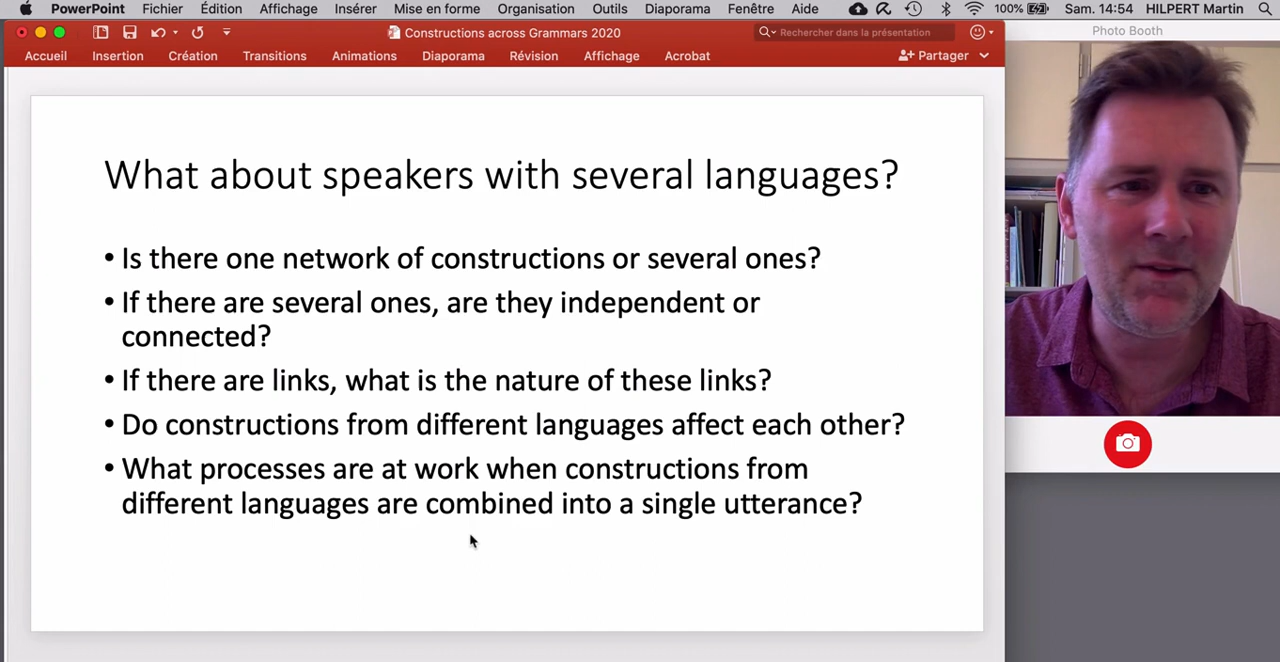 PowerPoint Fichier Édition Affichage Insérer Mise en forme Organisation Outils Diaporama Fenêtre Aide 100% Sam. 14:54 HILPERT Martin
Constructions across Grammars 2020
Rechercher dans la présentation
Photo Booth
Accueil Insertion Création Transitions Animations Diaporama Révision Affichage Acrobat Partager
What about speakers with several languages?
• Is there one network of constructions or several ones?
• If there are several ones, are they independent or
connected?
• If there are links, what is the nature of these links?
• Do constructions from different languages affect each other?
• What processes are at work when constructions from
different languages are combined into a single utterance?